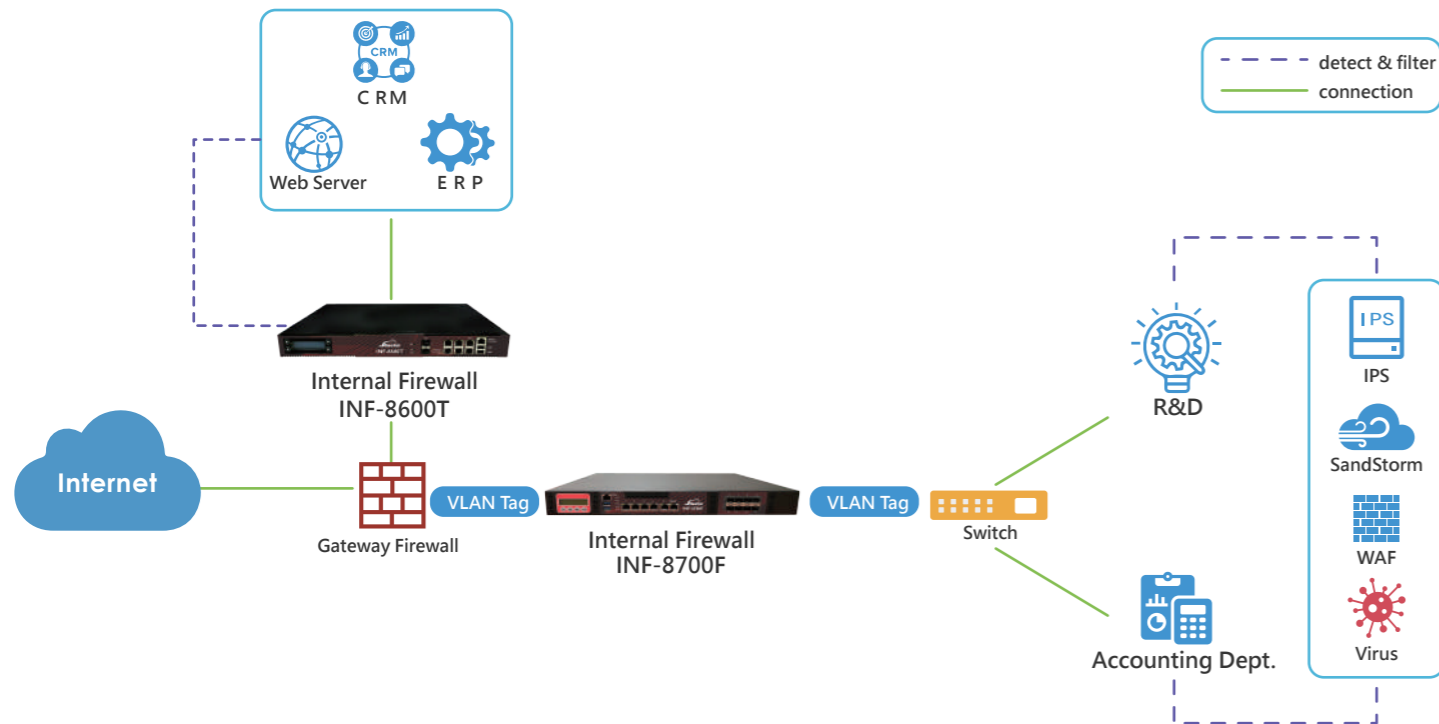 CRM
C RM
Web Server
E R P
detect & filter
connection
Internal Firewall
INF-8600T
Internet
Gateway Firewall
VLAN Tag
Internal Firewall
INF-8700F
VLAN Tag
Switch
R&D
Accounting Dept.
IPS
IPS
SandStorm
WAF
Virus